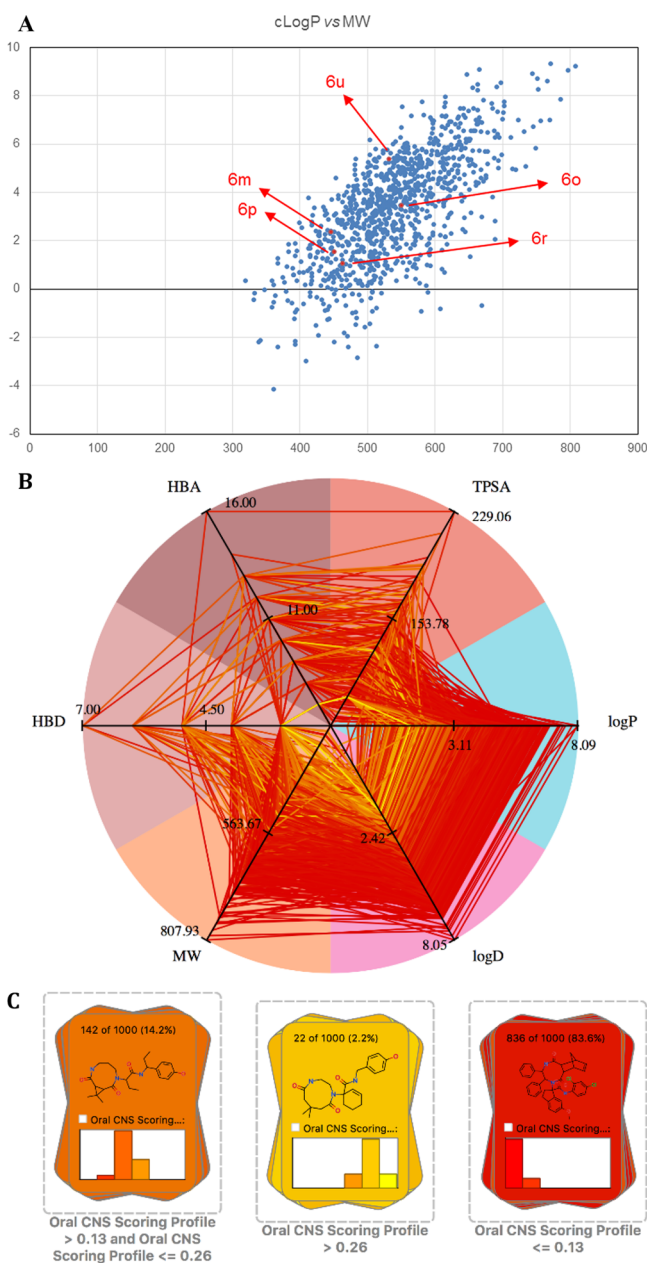 A
cLogP vs MW
10
8
6
4
2
0
-2
-4
-6
0 100 200 300 400 500 600 700 800 900
6u
6m
6p
6o
6r
B
HBA
16.00
TPSA
229.06
11.00
153.78
HBD
7.00
4.50
logP
3.11
8.09
563.67
2.42
807.93
MW
8.05
logD
C
142 of 1000 (14.2%)
Oral CNS Scoring...:
Oral CNS Scoring Profile
> 0.13 and Oral CNS
Scoring Profile <= 0.26
22 of 1000 (2.2%)
Oral CNS Scoring...:
Oral CNS Scoring Profile
> 0.26
836 of 1000 (83.6%)
Oral CNS Scoring...:
Oral CNS Scoring Profile
<= 0.13